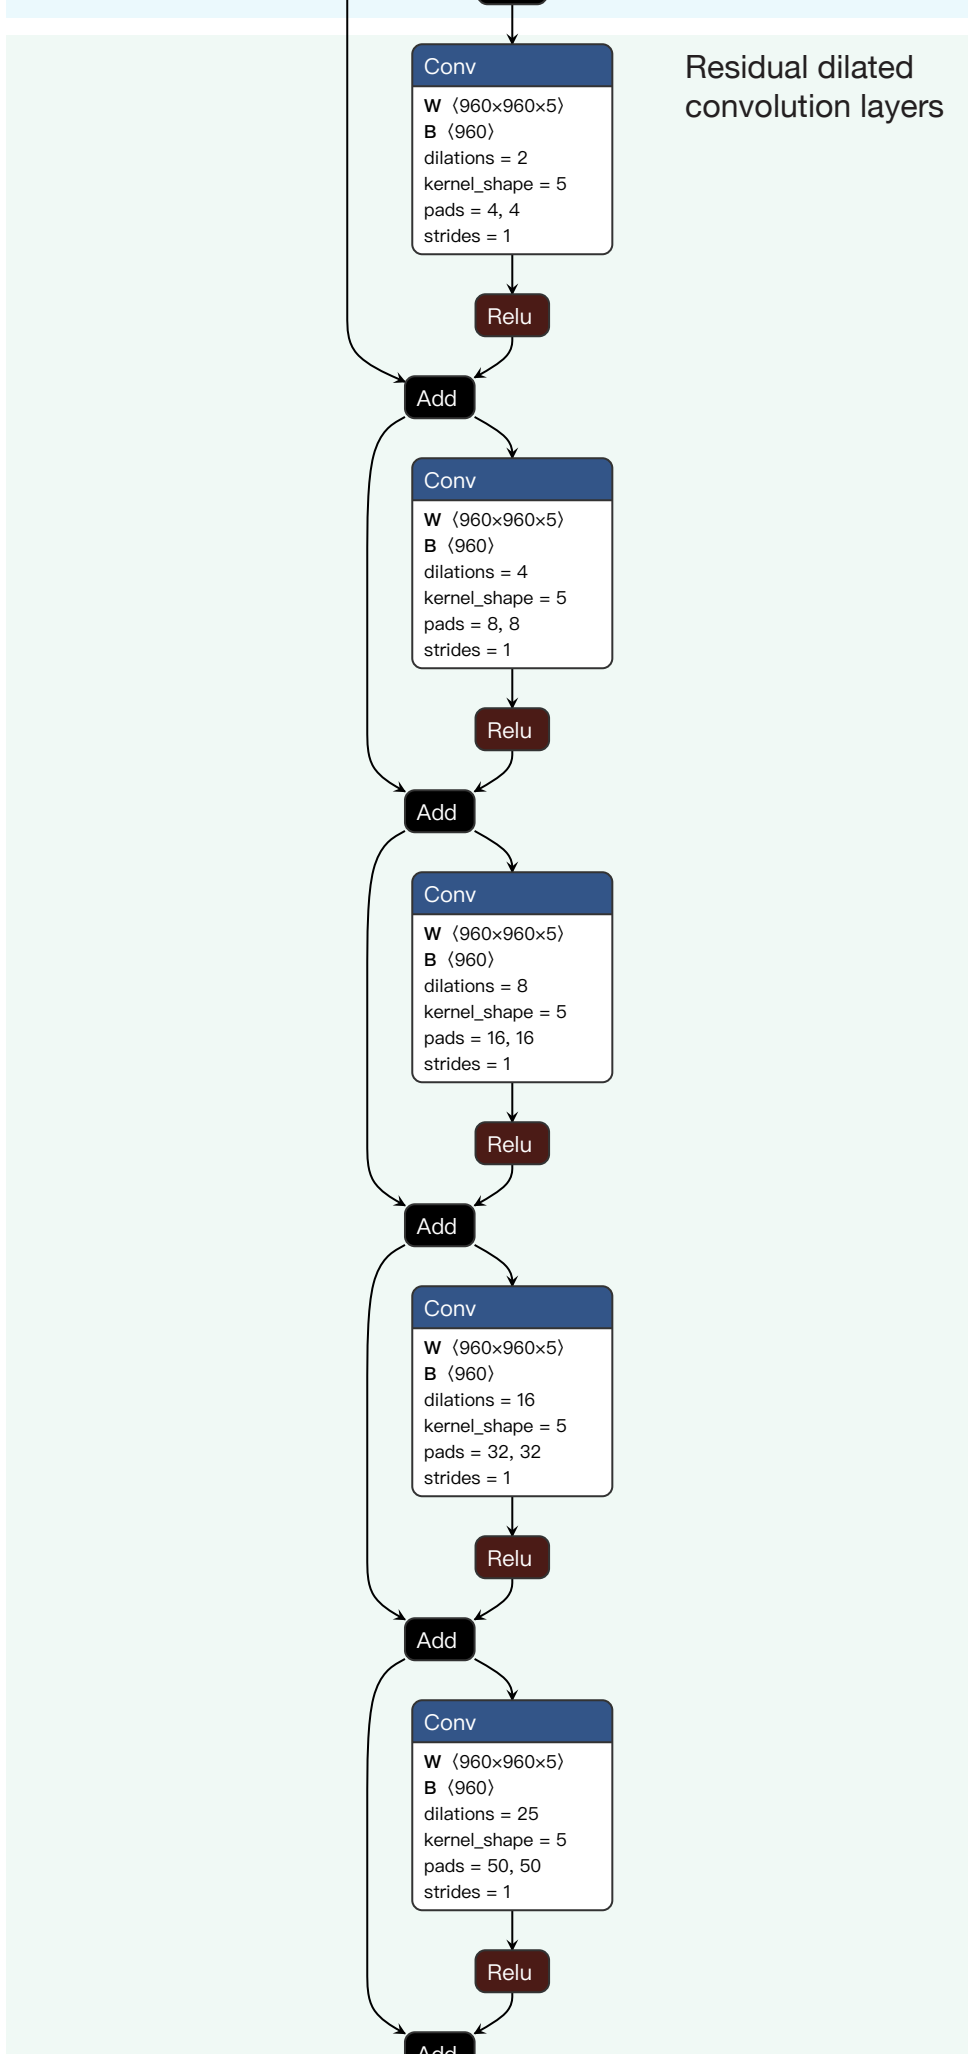 Residual dilated
convolution layers
Conv
W ⟨960×960×5⟩
B ⟨960⟩
dilations = 2
kernel_shape = 5
pads = 4, 4
strides = 1
Relu
Add
Conv
W ⟨960×960×5⟩
B ⟨960⟩
dilations = 4
kernel_shape = 5
pads = 8, 8
strides = 1
Relu
Add
Conv
W ⟨960×960×5⟩
B ⟨960⟩
dilations = 8
kernel_shape = 5
pads = 16, 16
strides = 1
Relu
Add
Conv
W ⟨960×960×5⟩
B ⟨960⟩
dilations = 16
kernel_shape = 5
pads = 32, 32
strides = 1
Relu
Add
Conv
W ⟨960×960×5⟩
B ⟨960⟩
dilations = 25
kernel_shape = 5
pads = 50, 50
strides = 1
Relu
Add